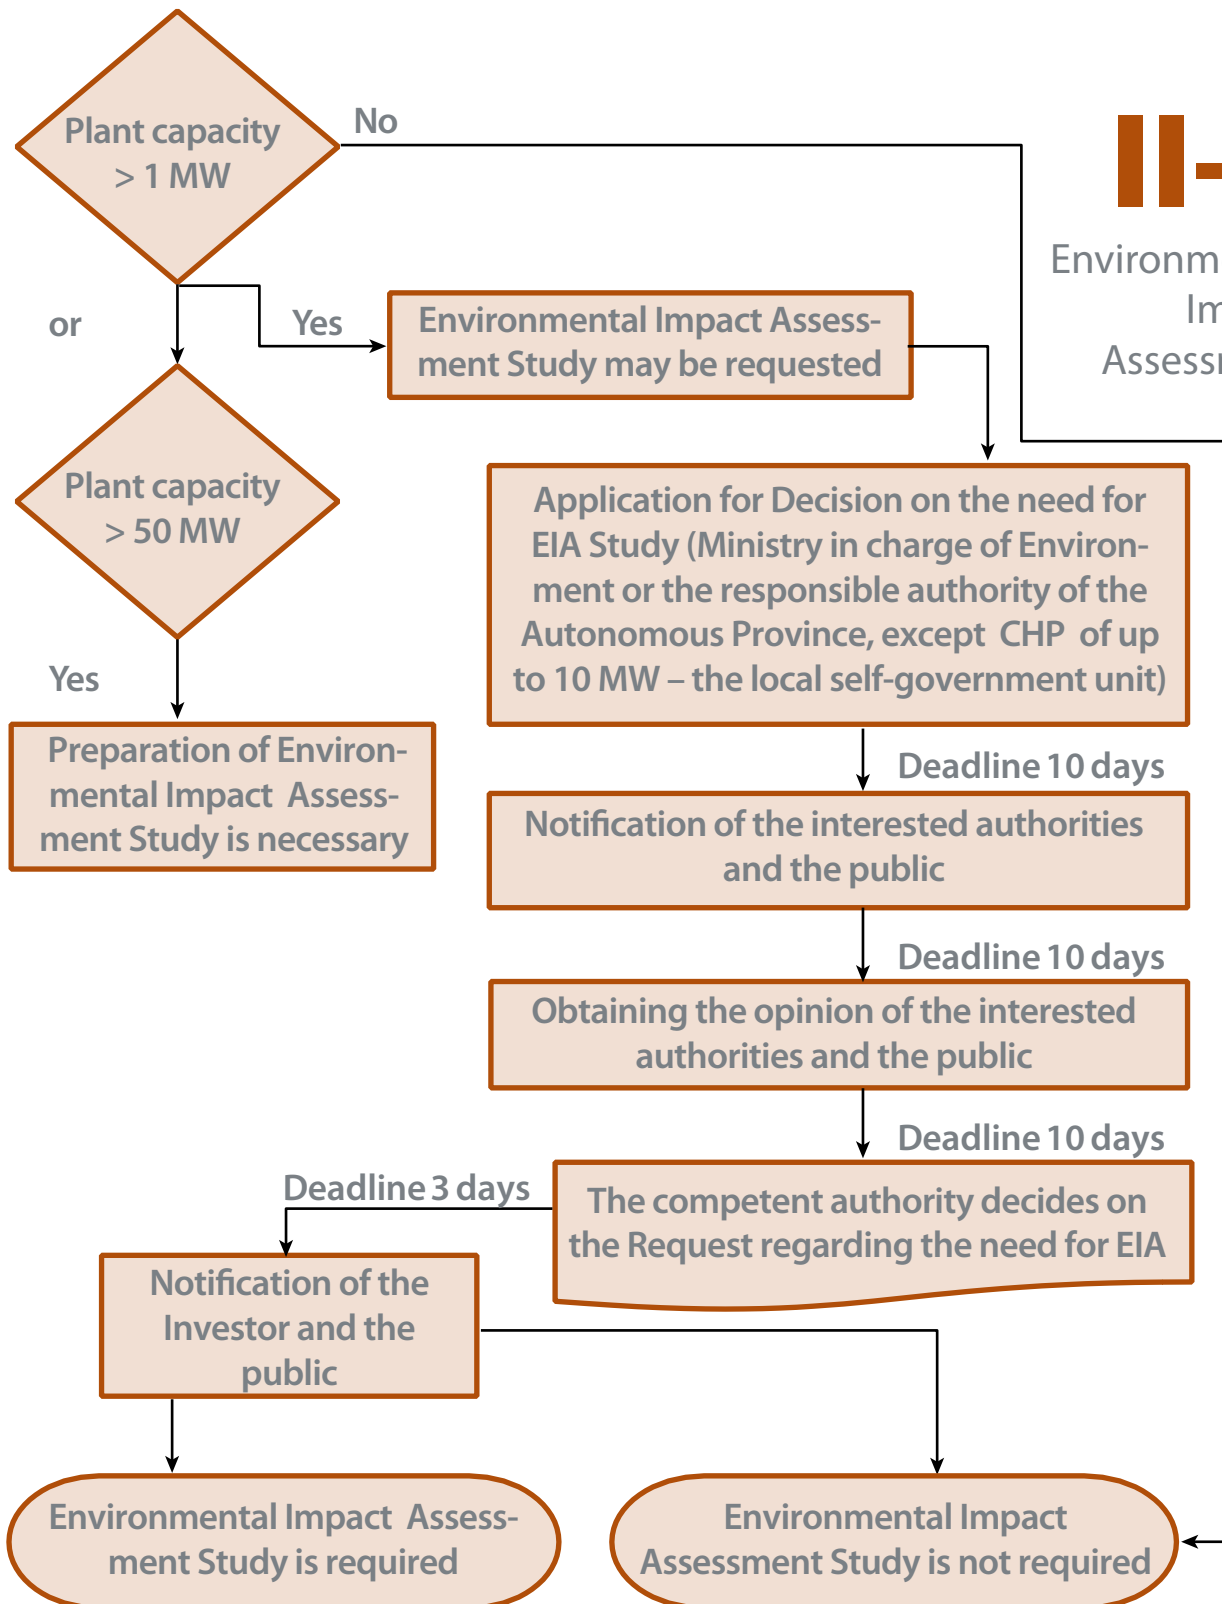 Plant capacity
> 1 MW
No
II-
Environm
Im
Assessm
or
Yes
Environmental Impact Assess-
ment Study may be requested
Plant capacity
> 50 MW
Application for Decision on the need for
EIA Study (Ministry in charge of Environ-
ment or the responsible authority of the
Autonomous Province, except CHP of up
to 10 MW – the local self-government unit)
Yes
Preparation of Environ-
mental Impact Assess-
ment Study is necessary
Deadline 10 days
Notification of the interested authorities
and the public
Deadline 10 days
Obtaining the opinion of the interested
authorities and the public
Deadline 10 days
Deadline 3 days
The competent authority decides on
the Request regarding the need for EIA
Notification of the
Investor and the
public
Environmental Impact Assess-
ment Study is required
Environmental Impact
Assessment Study is not required